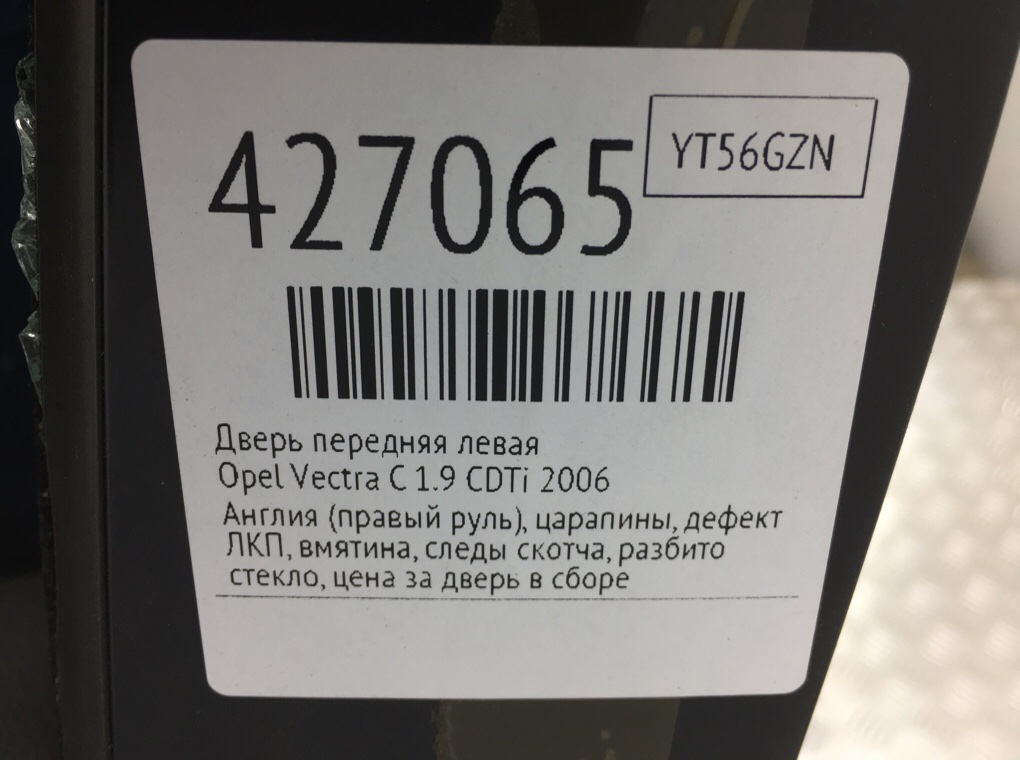 427065
YT56GZN
Дверь передняя левая
Opel Vectra C 1.9 CDTi 2006
Англия (правый руль), царапины, дефект
ЛКП, вмятина, следы скотча, разбито
стекло, цена за дверь в сборе